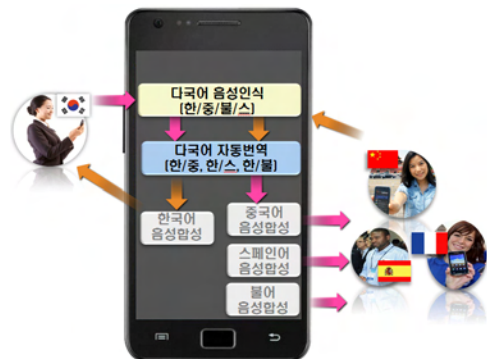 다국어 음성인식
(한/중/불/스)
다국어 자동번역
(한/중, 한/스, 한/불)
한국어
음성합성
중국어
음성합성
스페인어
음성합성
불어
음성합성